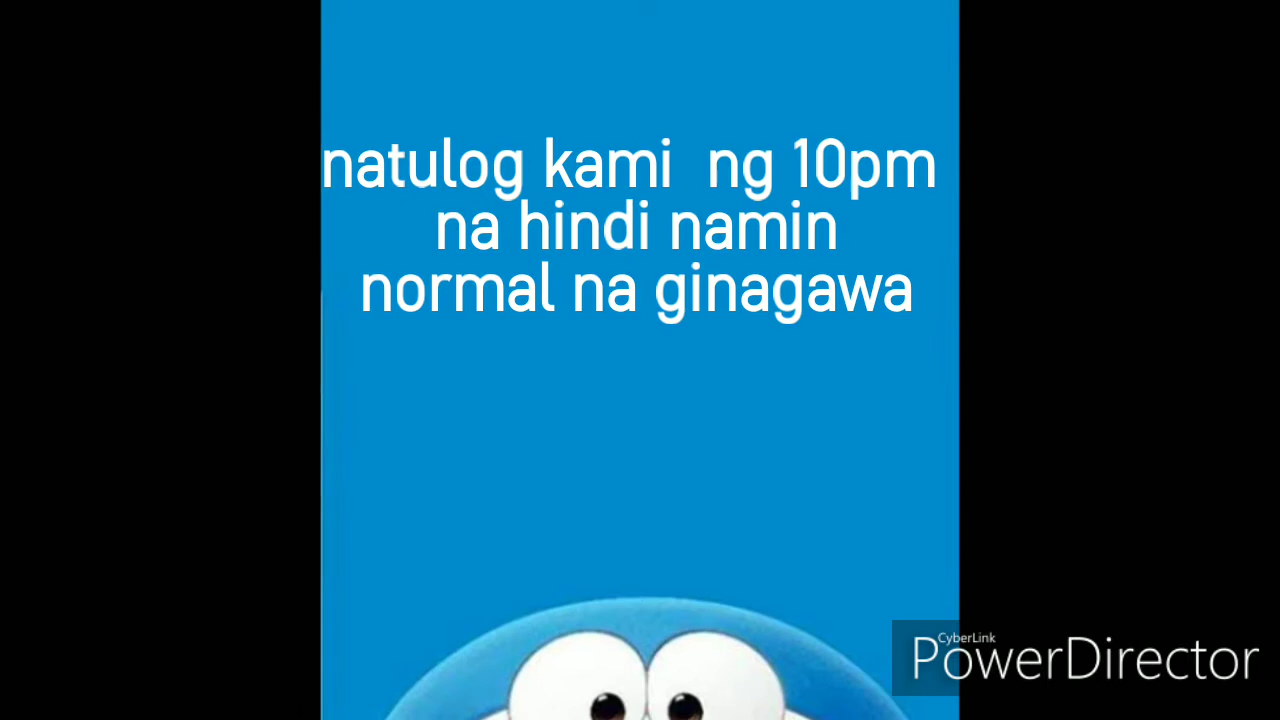 natulog kami ng 10pm
na hindi namin
normal na ginagawa
CyberLink
PowerDirector